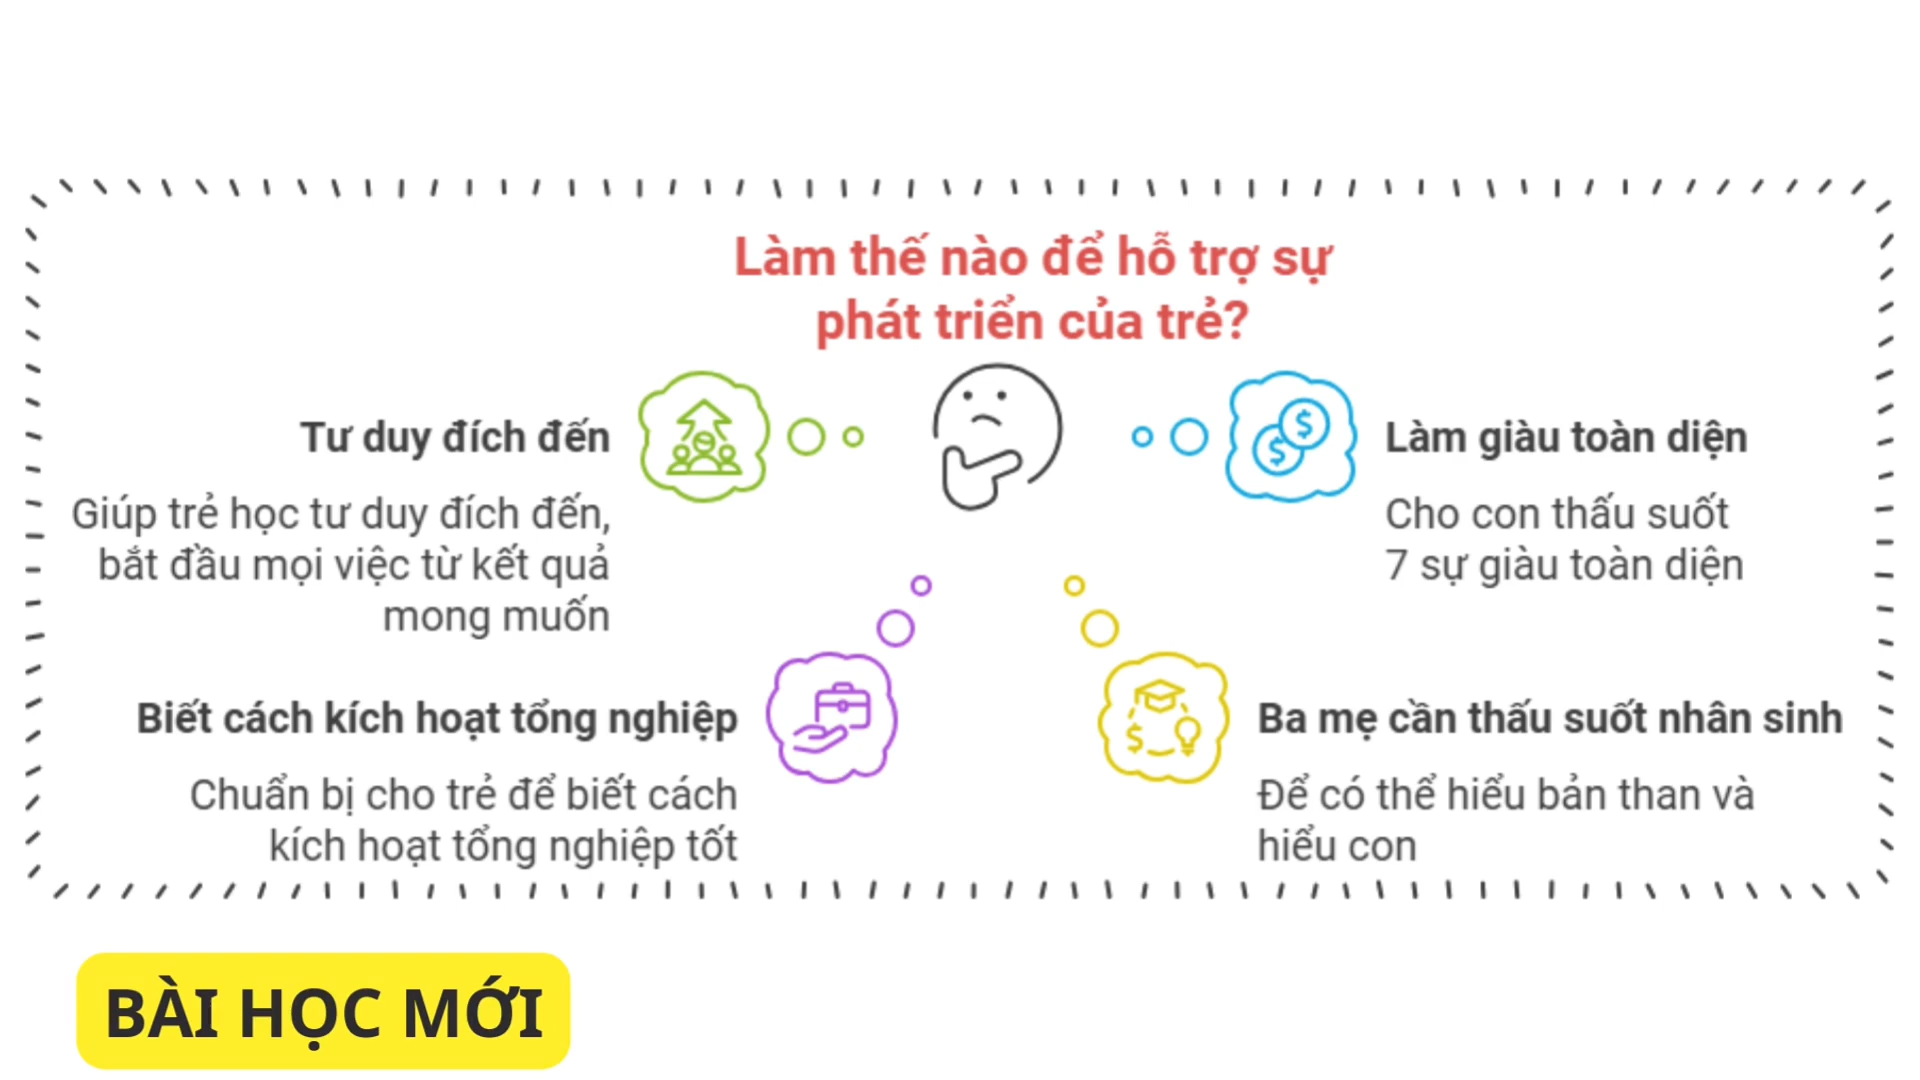 Làm thế nào để hỗ trợ sự
phát triển của trẻ?
Tư duy đích đến
Giúp trẻ học tư duy đích đến,
bắt đầu mọi việc từ kết quả
mong muốn
Làm giàu toàn diện
Cho con thấu suốt
7 sự giàu toàn diện
Biết cách kích hoạt tổng nghiệp
Chuẩn bị cho trẻ để biết cách
kích hoạt tổng nghiệp tốt
Ba mẹ cần thấu suốt nhân sinh
Để có thể hiểu bản than và
hiểu con
BÀI HỌC MỚI